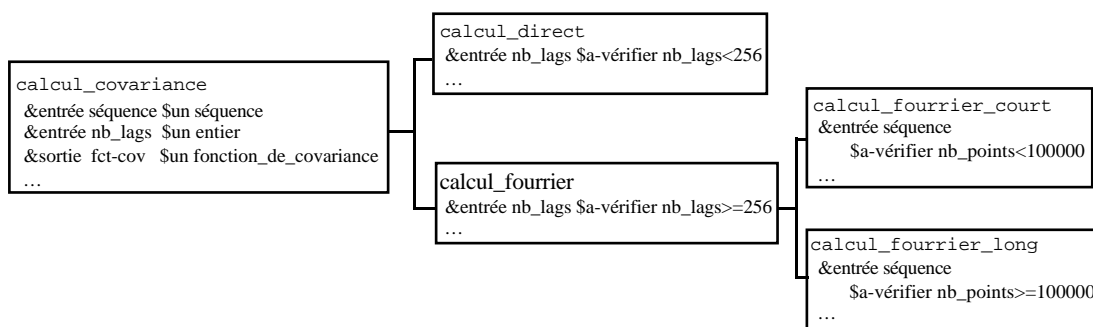 calcul_covariance
&entrée séquence $un séquence
&entrée nb_lags $un entier
&sortie fct-cov $un fonction_de_covariance
…
calcul_direct
&entrée nb_lags $a-vérifier nb_lags<256
…
calcul_fourrier
&entrée nb_lags $a-vérifier nb_lags>=256
…
calcul_fourrier_court
&entrée séquence
$a-vérifier nb_points<100000
…
calcul_fourrier_long
&entrée séquence
$a-vérifier nb_points>=100000
…